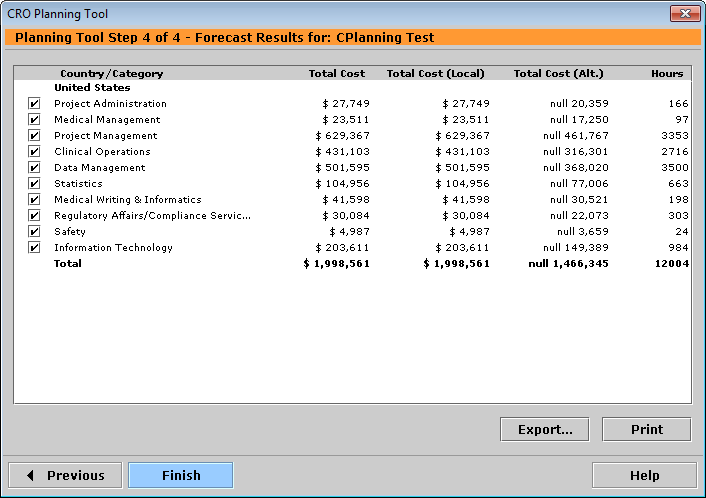 CRO Planning Tool
Planning Tool Step 4 of 4 - Forecast Results for: CPlanning Test
Country/Category Total Cost Total Cost (Local) Total Cost (Alt.) Hours
United States
Project Administration $ 27,749 $ 27,749 null 20,359 166
Medical Management $ 23,511 $ 23,511 null 17,250 97
Project Management $ 629,367 $ 629,367 null 461,767 3353
Clinical Operations $ 431,103 $ 431,103 null 316,301 2716
Data Management $ 501,595 $ 501,595 null 368,020 3500
Statistics $ 104,956 $ 104,956 null 77,006 663
Medical Writing & Informatics $ 41,598 $ 41,598 null 30,521 198
Regulatory Affairs/Compliance Servic... $ 30,084 $ 30,084 null 22,073 303
Safety $ 4,987 $ 4,987 null 3,659 24
Information Technology $ 203,611 $ 203,611 null 149,389 984
Total $ 1,998,561 $ 1,998,561 null 1,466,345 12004
Export... Print
Previous Finish Help